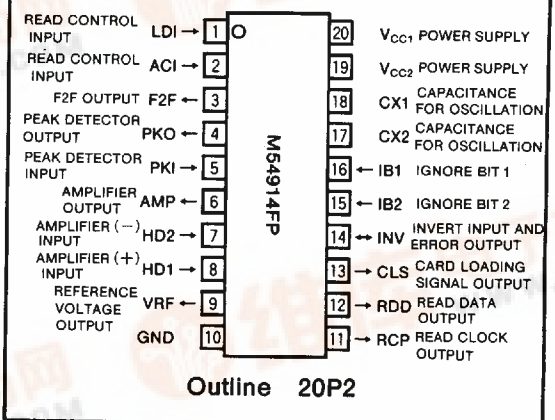 READ CONTROL
INPUT
LDI → 1
READ CONTROL
INPUT
ACI → 2
F2F OUTPUT F2F ← 3
PEAK DETECTOR
OUTPUT
PKO ← 4
PEAK DETECTOR
INPUT
PKI → 5
AMPLIFIER
OUTPUT
AMP ← 6
AMPLIFIER (−)
INPUT
HD2 → 7
AMPLIFIER (+)
INPUT
HD1 → 8
REFERENCE
VOLTAGE
OUTPUT
VRF ← 9
GND 10
M54914FP
20 VCC1 POWER SUPPLY
19 VCC2 POWER SUPPLY
18 CX1 CAPACITANCE
FOR OSCILLATION
17 CX2 CAPACITANCE
FOR OSCILLATION
16 ← IB1 IGNORE BIT 1
15 ← IB2 IGNORE BIT 2
14 ↔ INV INVERT INPUT AND
ERROR OUTPUT
13 → CLS CARD LOADING
SIGNAL OUTPUT
12 → RDD READ DATA
OUTPUT
11 → RCP READ CLOCK
OUTPUT
Outline 20P2